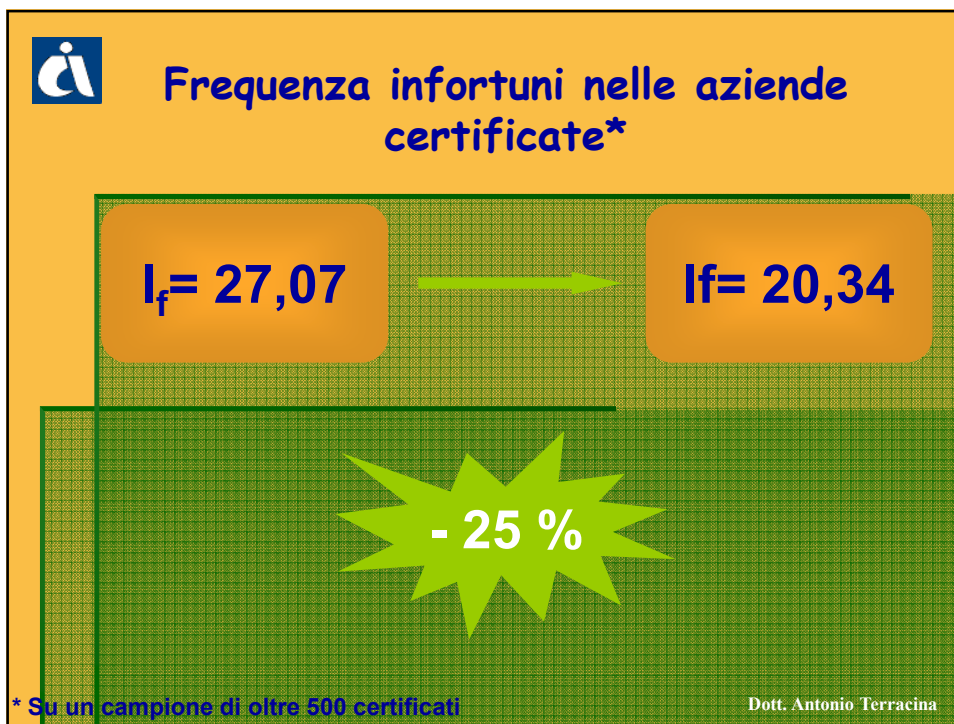 Frequenza infortuni nelle aziende
certificate*
If= 27,07
If= 20,34
- 25 %
* Su un campione di oltre 500 certificati
Dott. Antonio Terracina